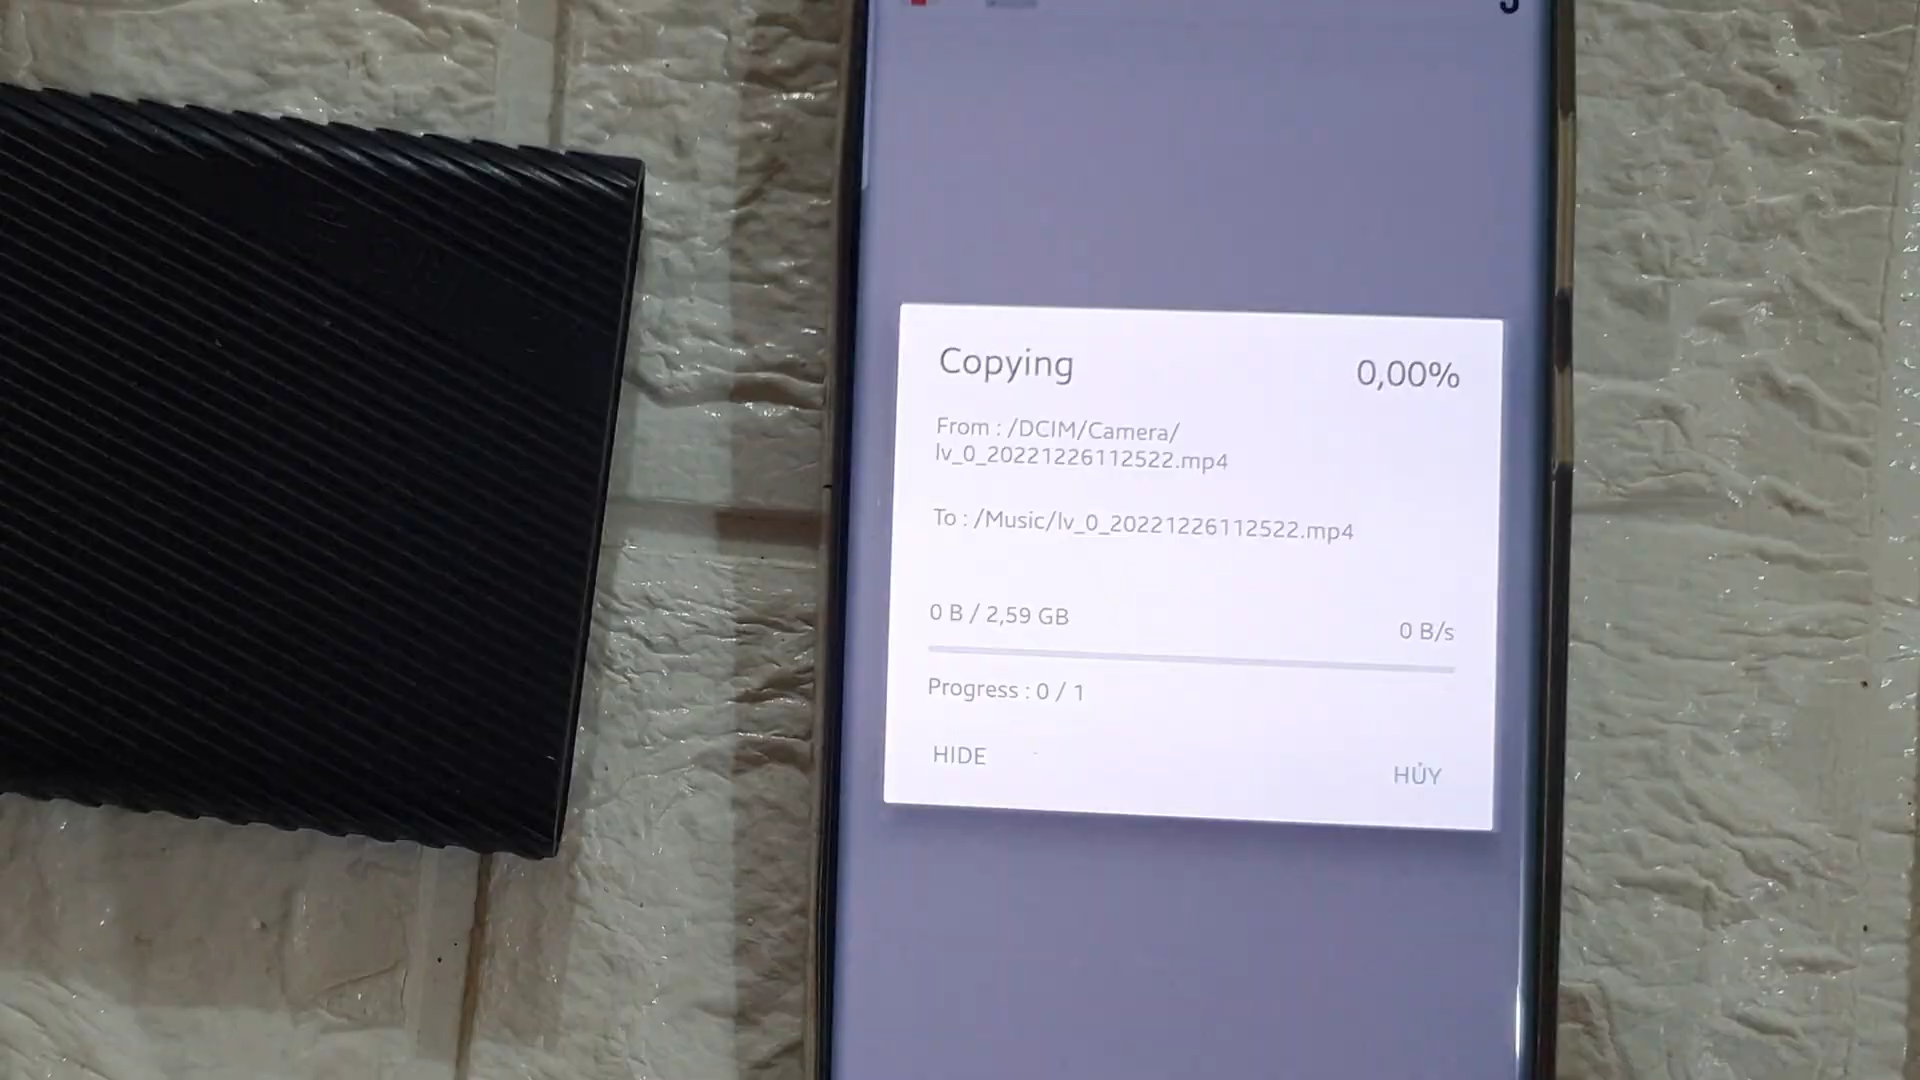 Copying
0,00%
From : /DCIM/Camera/
lv_0_20221226112522.mp4
To : /Music/lv_0_20221226112522.mp4
0 B / 2,59 GB
0 B/s
Progress : 0 / 1
HIDE
HỦY